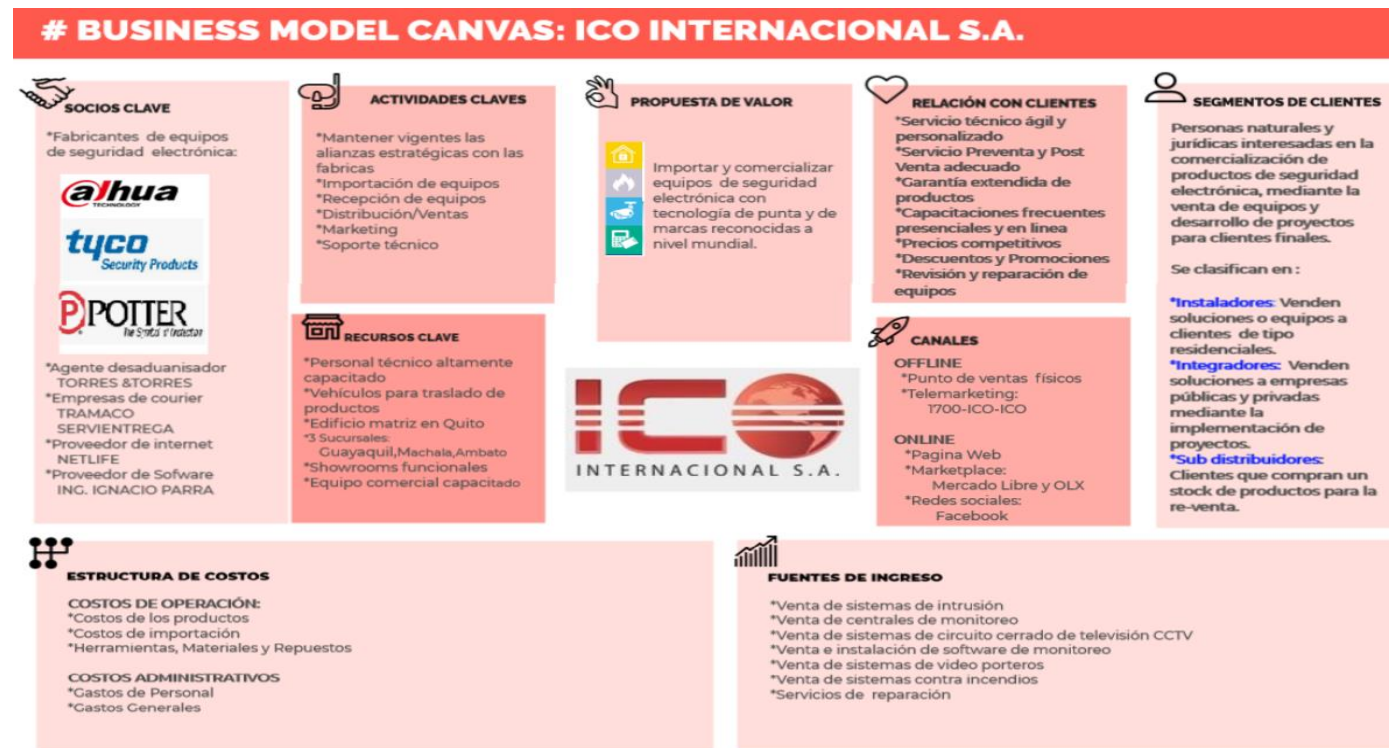 # BUSINESS MODEL CANVAS: ICO INTERNACIONAL S.A.
SOCIOS CLAVE
*Fabricantes de equipos
de seguridad electrónica:
alhua
TECHNOLOGY
tyco
Security Products
P POTTER
*Agente desaduanisador
TORRES &TORRES
*Empresas de courier
TRAMACO
SERVIENTREGA
*Proveedor de internet
NETLIFE
*Proveedor de Sofware
ING. IGNACIO PARRA
ACTIVIDADES CLAVES
*Mantener vigentes las
alianzas estratégicas con las
fabricas
*Importación de equipos
*Recepción de equipos
*Distribución/Ventas
*Marketing
*Soporte técnico
RECURSOS CLAVE
*Personal técnico altamente
capacitado
*Vehículos para traslado de
productos
*Edificio matriz en Quito
*3 Sucursales:
Guayaquil,Machala,Ambato
*Showrooms funcionales
*Equipo comercial capacitado
PROPUESTA DE VALOR
Importar y comercializar
equipos de seguridad
electrónica con
tecnología de punta y de
marcas reconocidas a
nivel mundial.
ICO
INTERNACIONAL S.A.
RELACIÓN CON CLIENTES
*Servicio técnico ágil y
personalizado
*Servicio Preventa y Post
Venta adecuado
*Garantía extendida de
productos
*Capacitaciones frecuentes
presenciales y en línea
*Precios competitivos
*Descuentos y Promociones
*Revisión y reparación de
equipos
CANALES
OFFLINE
*Punto de ventas físicos
*Telemarketing:
1700-ICO-ICO
ONLINE
*Pagina Web
*Marketplace:
Mercado Libre y OLX
*Redes sociales:
Facebook
SEGMENTOS DE CLIENTES
Personas naturales y
jurídicas interesadas en la
comercialización de
productos de seguridad
electrónica, mediante la
venta de equipos y
desarrollo de proyectos
para clientes finales.
Se clasifican en :
*Instaladores: Venden
soluciones o equipos a
clientes de tipo
residenciales.
*Integradores: Venden
soluciones a empresas
públicas y privadas
mediante la
implementación de
proyectos.
*Sub distribuidores:
Clientes que compran un
stock de productos para la
re-venta.
ESTRUCTURA DE COSTOS
COSTOS DE OPERACIÓN:
*Costos de los productos
*Costos de importación
*Herramientas, Materiales y Repuestos
COSTOS ADMINISTRATIVOS
*Gastos de Personal
*Gastos Generales
FUENTES DE INGRESO
*Venta de sistemas de intrusión
*Venta de centrales de monitoreo
*Venta de sistemas de circuito cerrado de televisión CCTV
*Venta e instalación de software de monitoreo
*Venta de sistemas de video porteros
*Venta de sistemas contra incendios
*Servicios de reparación